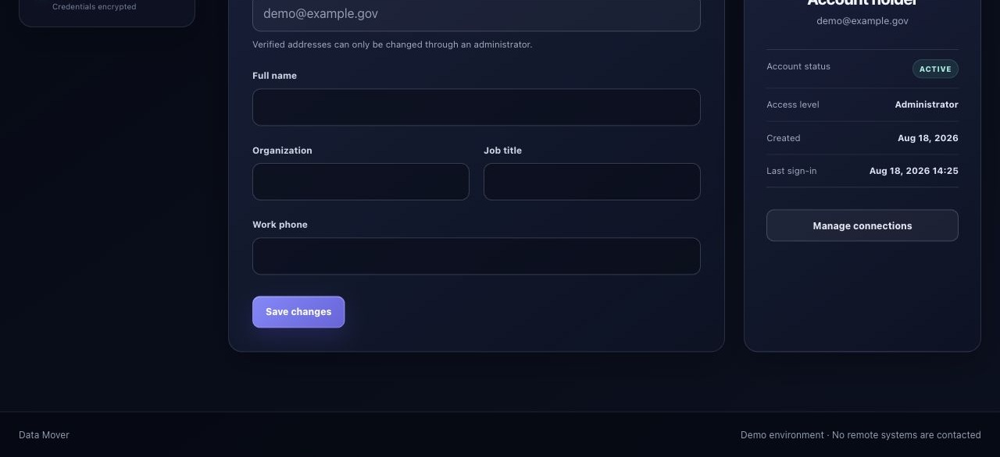 Credentials encrypted
demo@example.gov
Verified addresses can only be changed through an administrator.
Full name
Organization
Job title
Work phone
Save changes
Account holder
demo@example.gov
Account status
ACTIVE
Access level
Administrator
Created
Aug 18, 2026
Last sign-in
Aug 18, 2026 14:25
Manage connections
Data Mover
Demo environment · No remote systems are contacted